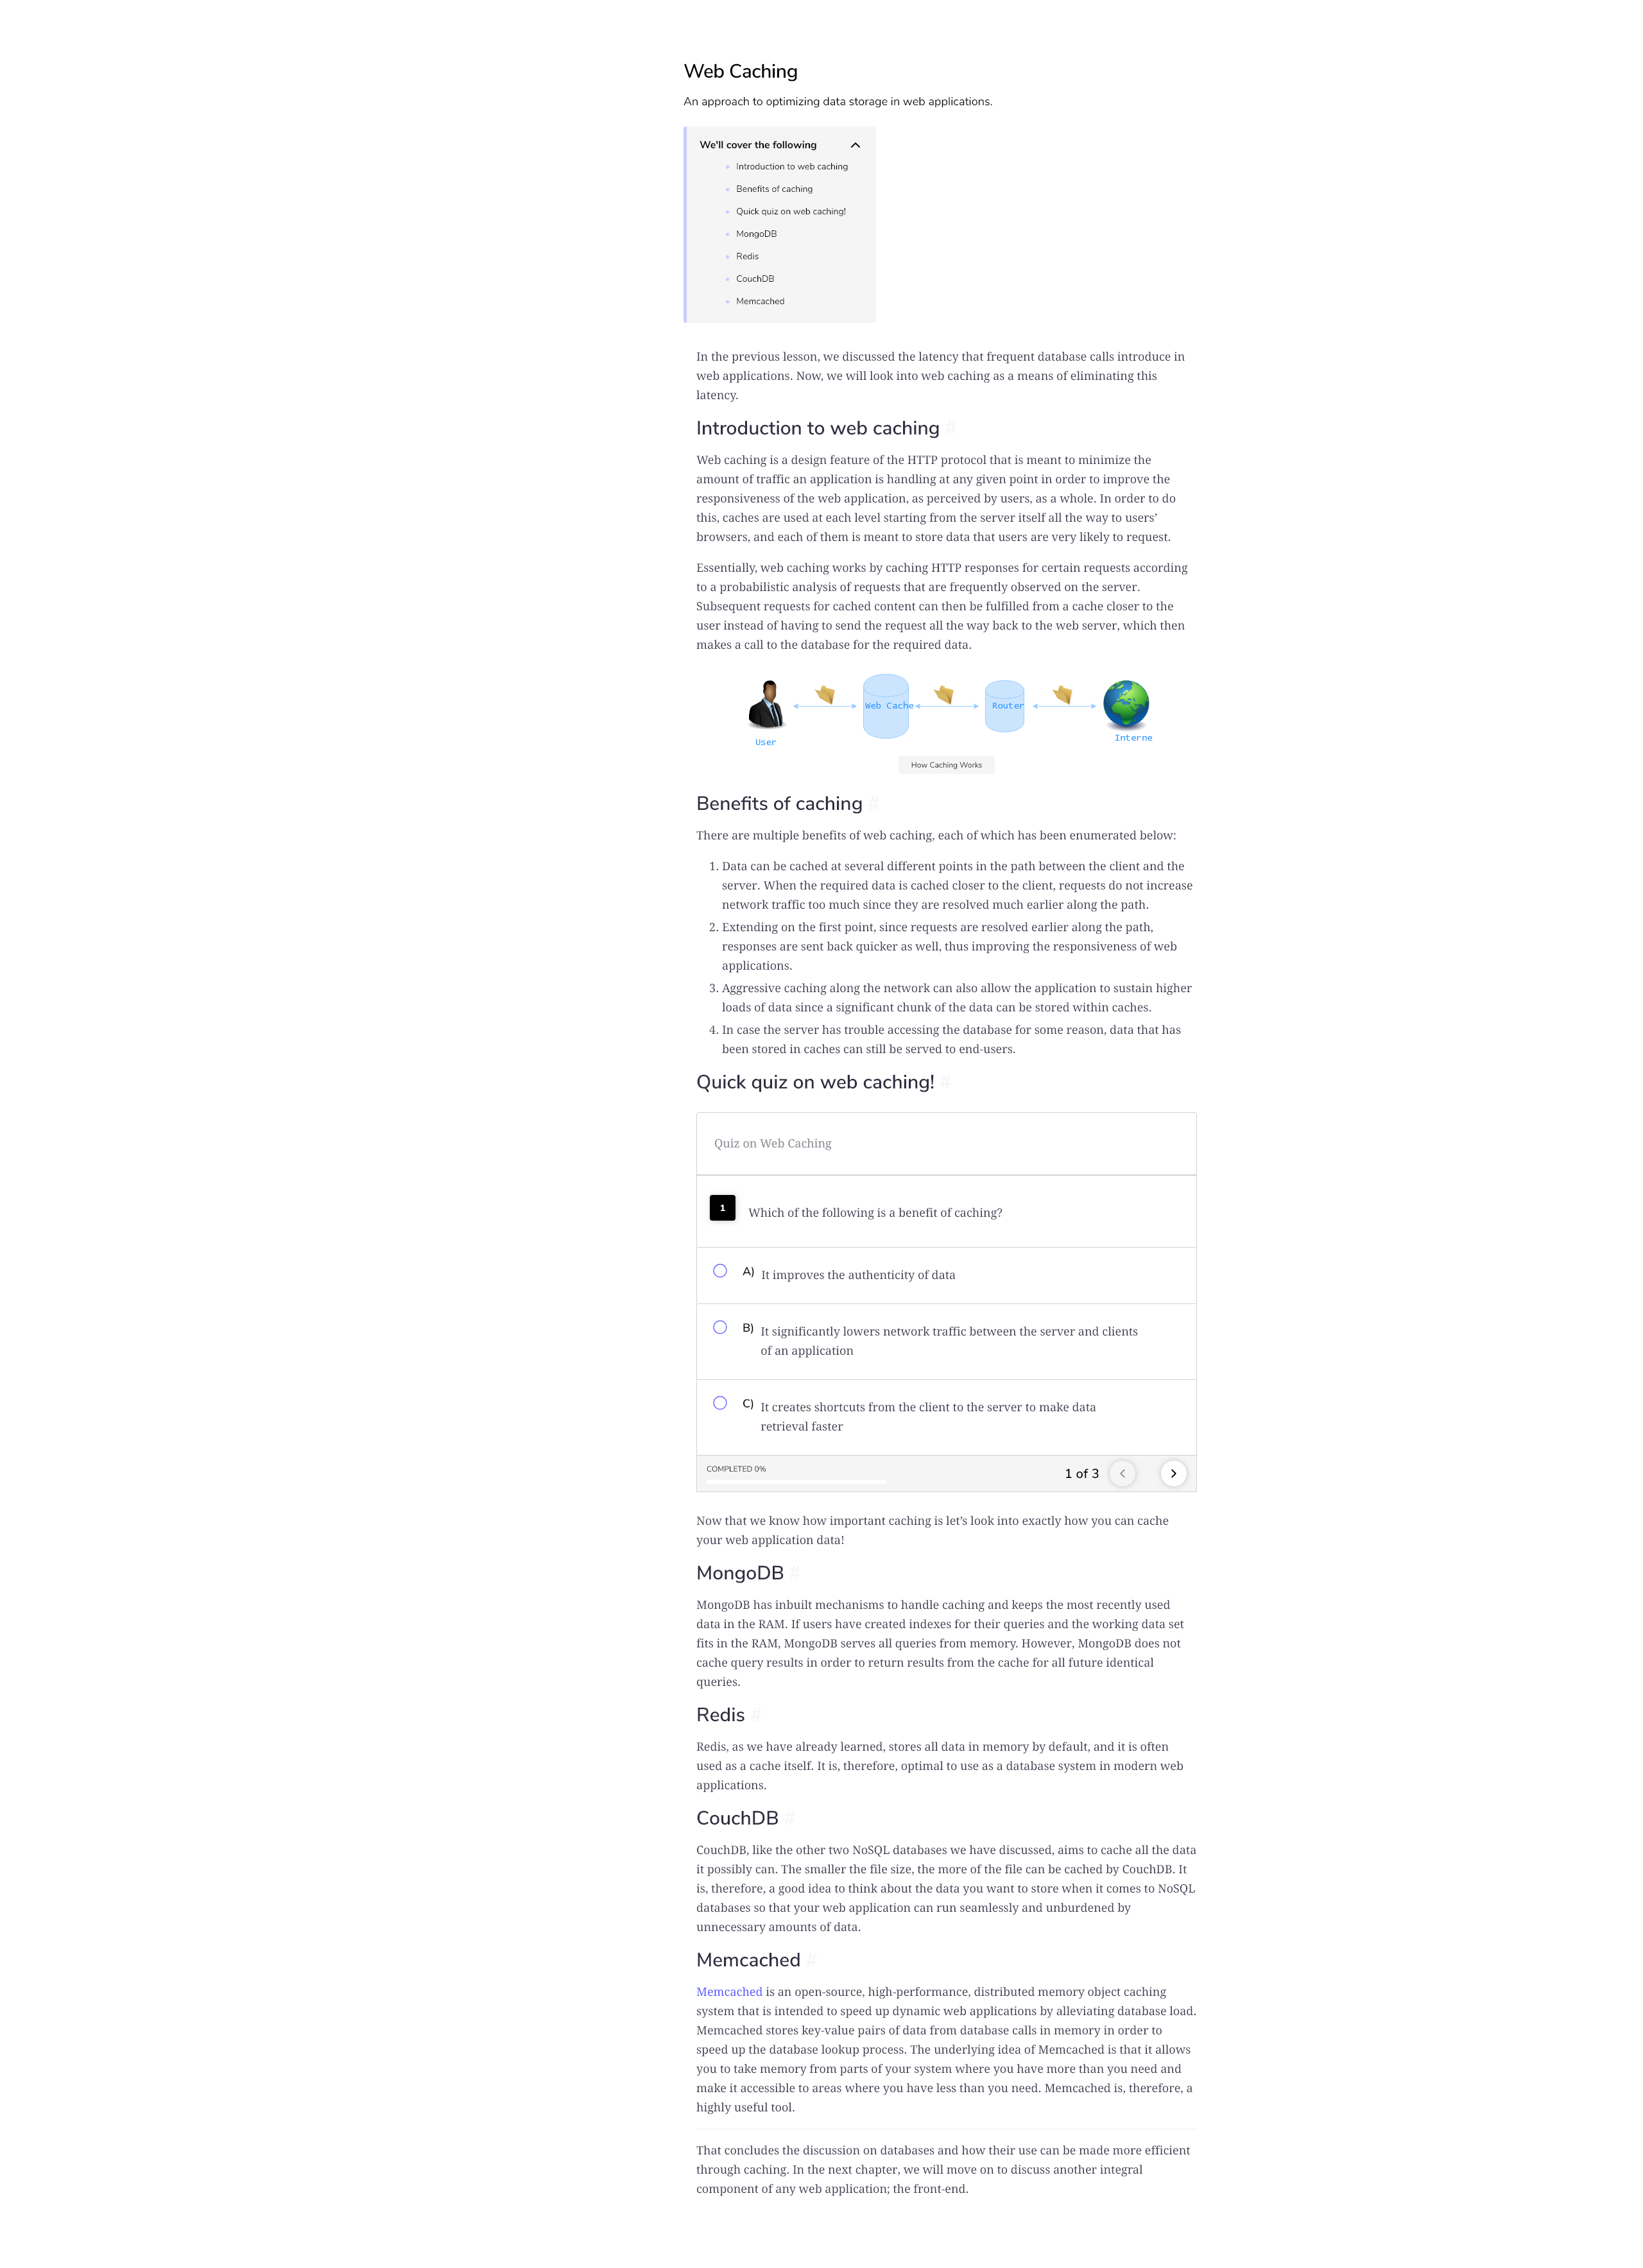 Web Caching
An approach to optimizing data storage in web applications.
We'll cover the following
Introduction to web caching
Benefits of caching
Quick quiz on web caching!
MongoDB
Redis
CouchDB
Memcached
In the previous lesson, we discussed the latency that frequent database calls introduce in
web applications. Now, we will look into web caching as a means of eliminating this
latency.
Introduction to web caching #
Web caching is a design feature of the HTTP protocol that is meant to minimize the
amount of traffic an application is handling at any given point in order to improve the
responsiveness of the web application, as perceived by users, as a whole. In order to do
this, caches are used at each level starting from the server itself all the way to users’
browsers, and each of them is meant to store data that users are very likely to request.
Essentially, web caching works by caching HTTP responses for certain requests according
to a probabilistic analysis of requests that are frequently observed on the server.
Subsequent requests for cached content can then be fulfilled from a cache closer to the
user instead of having to send the request all the way back to the web server, which then
makes a call to the database for the required data.
Web Cache
Router
User
Interne
How Caching Works
Benefits of caching #
There are multiple benefits of web caching, each of which has been enumerated below:
1. Data can be cached at several different points in the path between the client and the
server. When the required data is cached closer to the client, requests do not increase
network traffic too much since they are resolved much earlier along the path.
2. Extending on the first point, since requests are resolved earlier along the path,
responses are sent back quicker as well, thus improving the responsiveness of web
applications.
3. Aggressive caching along the network can also allow the application to sustain higher
loads of data since a significant chunk of the data can be stored within caches.
4. In case the server has trouble accessing the database for some reason, data that has
been stored in caches can still be served to end-users.
Quick quiz on web caching! #
Quiz on Web Caching
1 Which of the following is a benefit of caching?
A) It improves the authenticity of data
B) It significantly lowers network traffic between the server and clients
of an application
C) It creates shortcuts from the client to the server to make data
retrieval faster
COMPLETED 0%
1 of 3
Now that we know how important caching is let’s look into exactly how you can cache
your web application data!
MongoDB #
MongoDB has inbuilt mechanisms to handle caching and keeps the most recently used
data in the RAM. If users have created indexes for their queries and the working data set
fits in the RAM, MongoDB serves all queries from memory. However, MongoDB does not
cache query results in order to return results from the cache for all future identical
queries.
Redis #
Redis, as we have already learned, stores all data in memory by default, and it is often
used as a cache itself. It is, therefore, optimal to use as a database system in modern web
applications.
CouchDB #
CouchDB, like the other two NoSQL databases we have discussed, aims to cache all the data
it possibly can. The smaller the file size, the more of the file can be cached by CouchDB. It
is, therefore, a good idea to think about the data you want to store when it comes to NoSQL
databases so that your web application can run seamlessly and unburdened by
unnecessary amounts of data.
Memcached #
Memcached is an open-source, high-performance, distributed memory object caching
system that is intended to speed up dynamic web applications by alleviating database load.
Memcached stores key-value pairs of data from database calls in memory in order to
speed up the database lookup process. The underlying idea of Memcached is that it allows
you to take memory from parts of your system where you have more than you need and
make it accessible to areas where you have less than you need. Memcached is, therefore, a
highly useful tool.
That concludes the discussion on databases and how their use can be made more efficient
through caching. In the next chapter, we will move on to discuss another integral
component of any web application; the front-end.